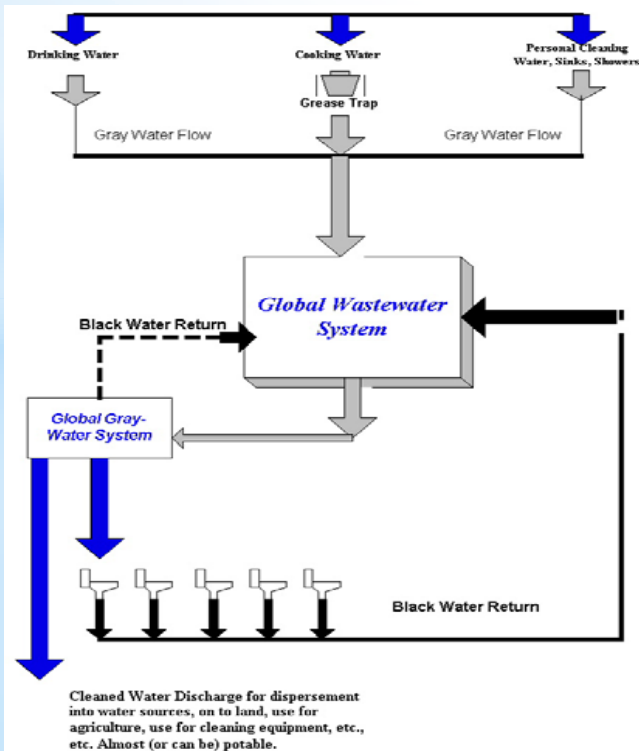 Drinking Water
Cooking Water
Personal Cleaning
Water, Sinks, Showers
Grease Trap
Gray Water Flow
Gray Water Flow
Global Wastewater
System
Black Water Return
Global Gray-
Water System
Black Water Return
Cleaned Water Discharge for dispersement
into water sources, on to land, use for
agriculture, use for cleaning equipment, etc.,
etc. Almost (or can be) potable.